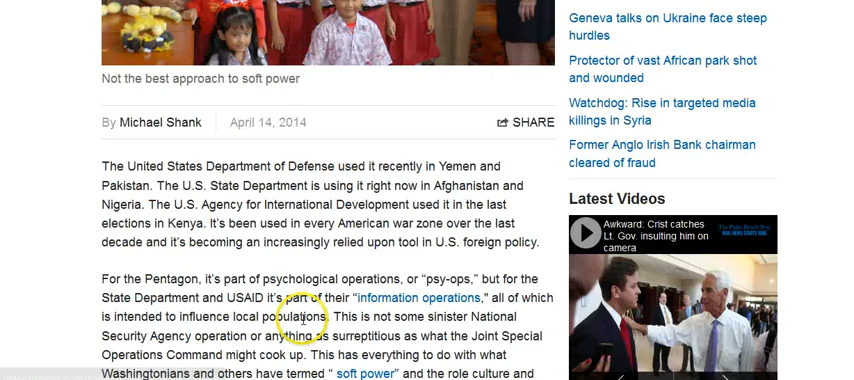 Not the best approach to soft power
By Michael Shank
April 14, 2014
SHARE
The United States Department of Defense used it recently in Yemen and
Pakistan. The U.S. State Department is using it right now in Afghanistan and
Nigeria. The U.S. Agency for International Development used it in the last
elections in Kenya. It’s been used in every American war zone over the last
decade and it’s becoming an increasingly relied upon tool in U.S. foreign policy.
For the Pentagon, it’s part of psychological operations, or “psy-ops,” but for the
State Department and USAID it’s part of their “information operations,” all of which
is intended to influence local populations. This is not some sinister National
Security Agency operation or anything as surreptitious as what the Joint Special
Operations Command might cook up. This has everything to do with what
Washingtonians and others have termed “ soft power” and the role culture and
Geneva talks on Ukraine face steep
hurdles
Protector of vast African park shot
and wounded
Watchdog: Rise in targeted media
killings in Syria
Former Anglo Irish Bank chairman
cleared of fraud
Latest Videos
Awkward: Crist catches
Lt. Gov. insulting him on
camera
The Palm Beach Post
REAL NEWS STARTS HERE